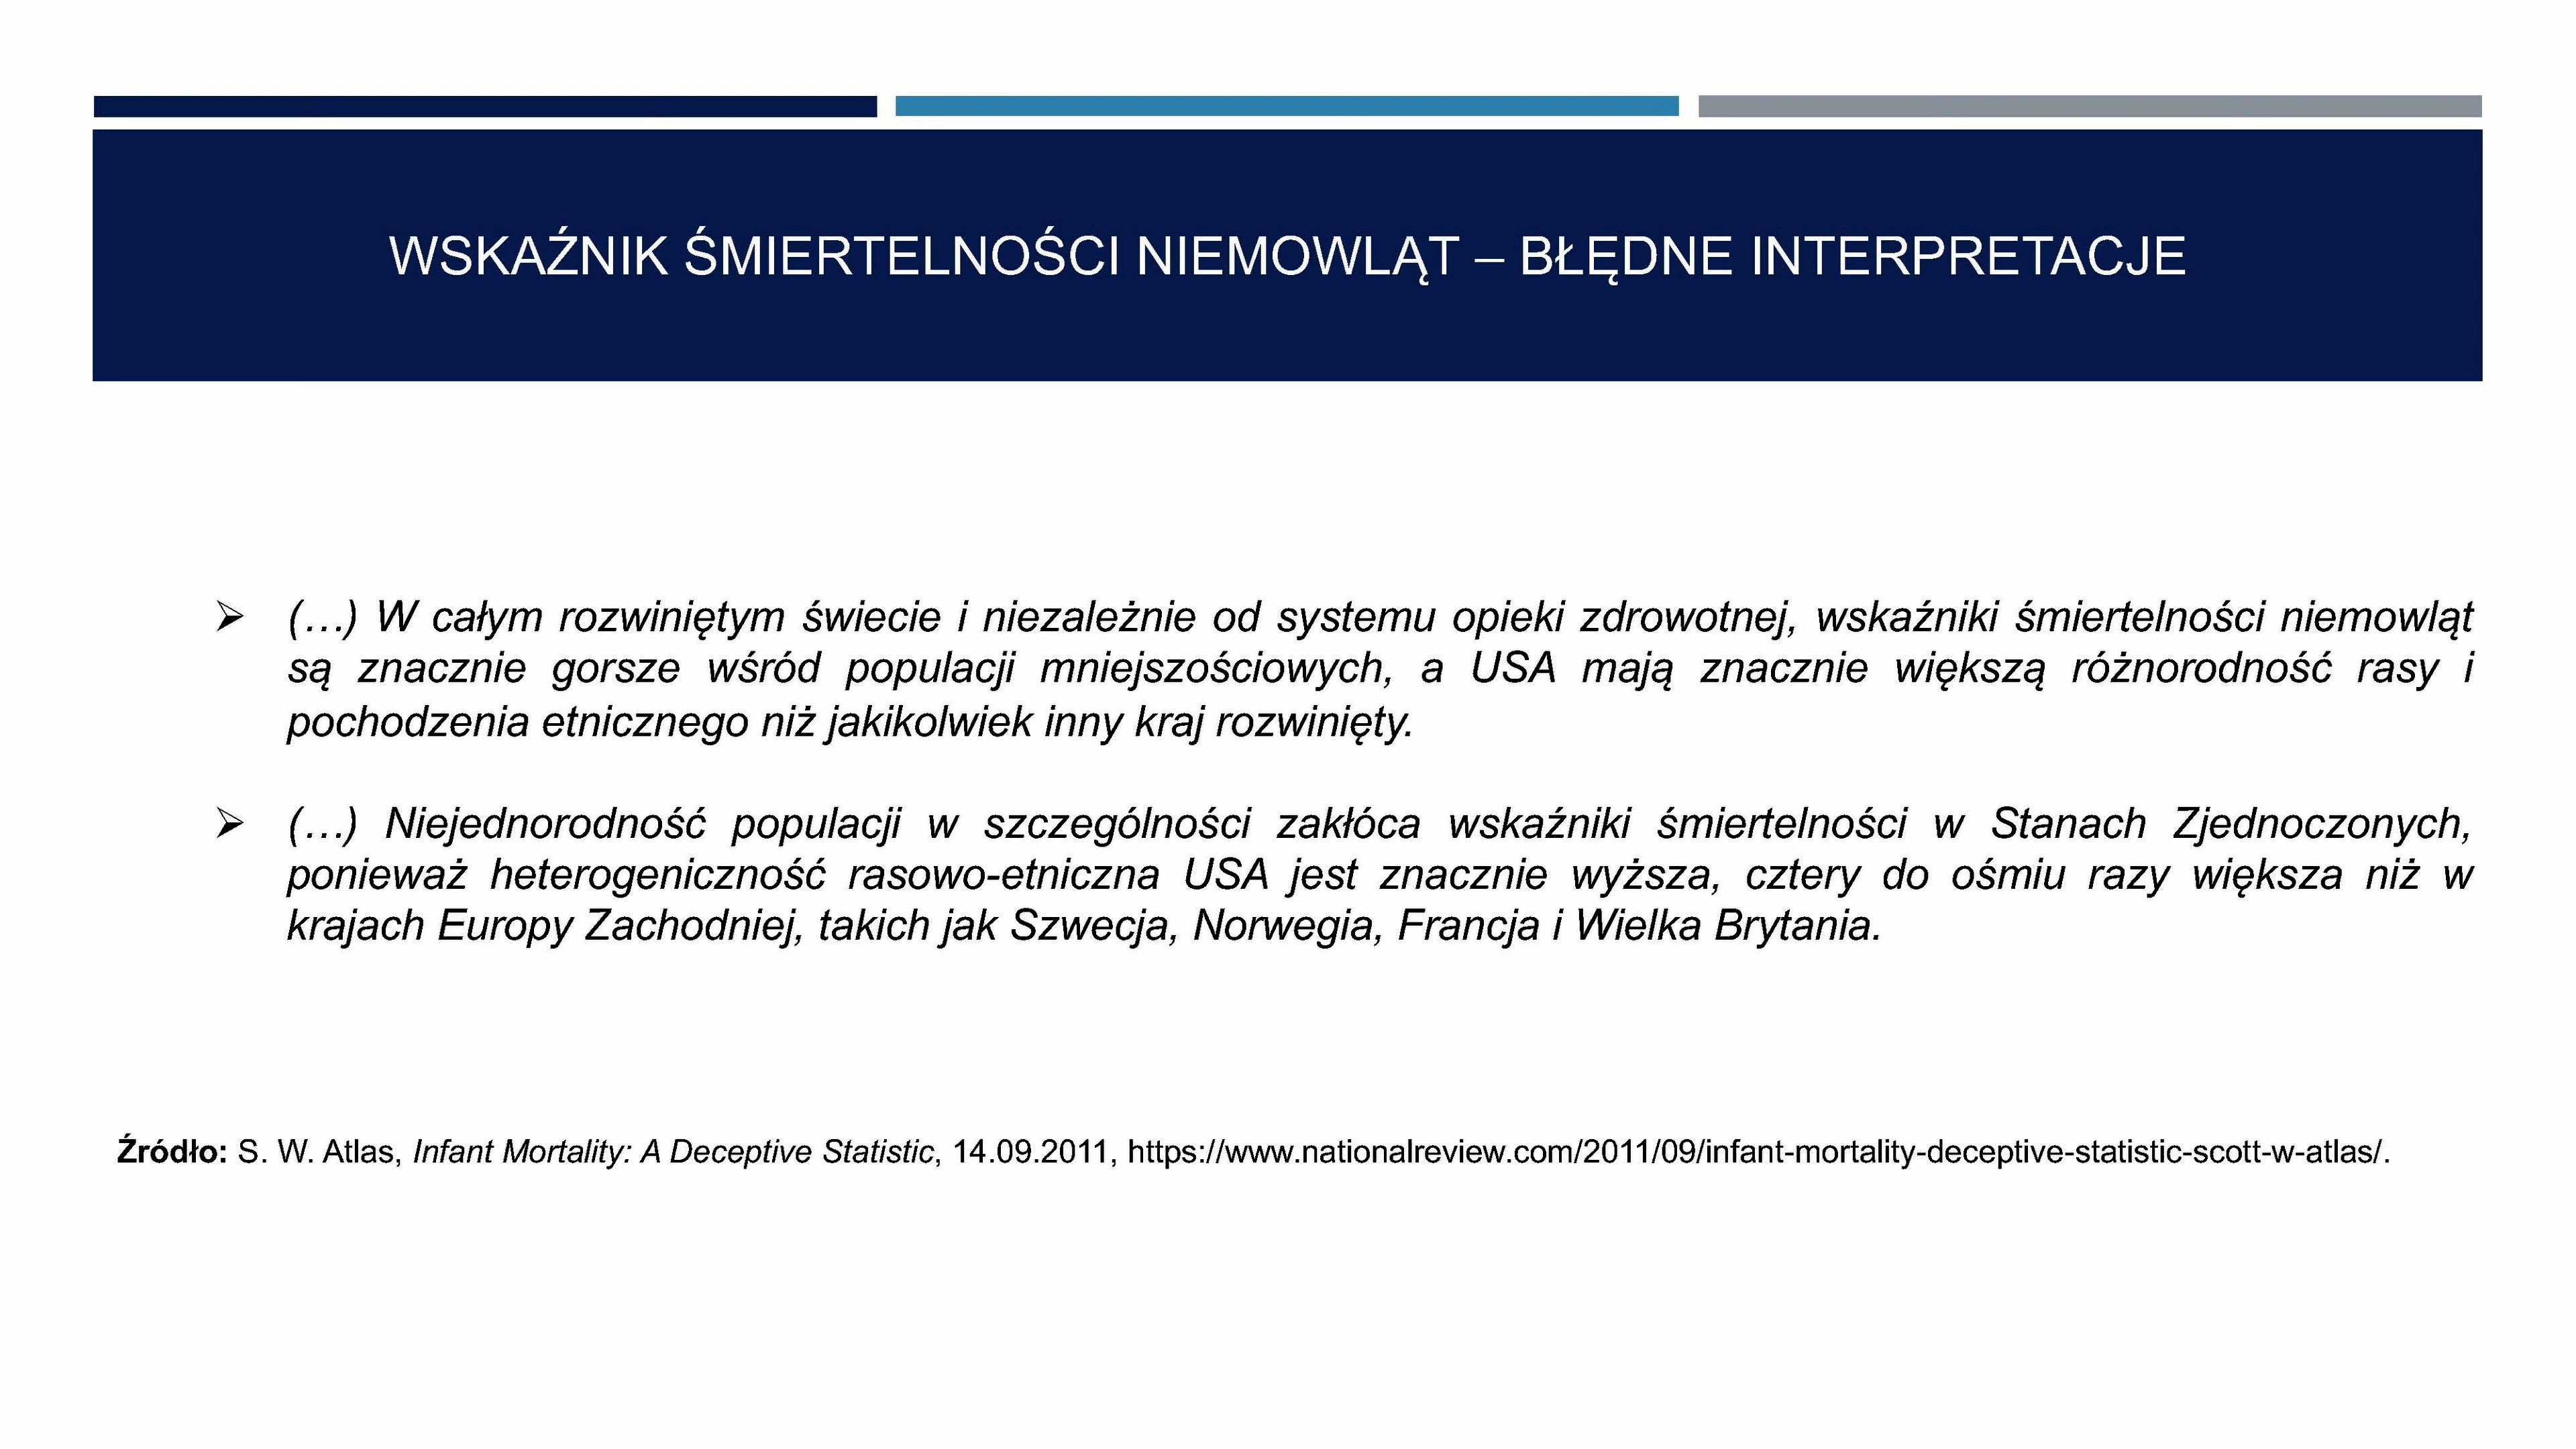 WSKAŹNIK ŚMIERTELNOŚCI NIEMOWLĄT – BŁĘDNE INTERPRETACJE
➢ (…) W całym rozwiniętym świecie i niezależnie od systemu opieki zdrowotnej, wskaźniki śmiertelności niemowląt
są znacznie gorsze wśród populacji mniejszościowych, a USA mają znacznie większą różnorodność rasy i
pochodzenia etnicznego niż jakikolwiek inny kraj rozwinięty.
➢ (…) Niejednorodność populacji w szczególności zakłóca wskaźniki śmiertelności w Stanach Zjednoczonych,
ponieważ heterogeniczność rasowo-etniczna USA jest znacznie wyższa, cztery do ośmiu razy większa niż w
krajach Europy Zachodniej, takich jak Szwecja, Norwegia, Francja i Wielka Brytania.
Źródło: S. W. Atlas, Infant Mortality: A Deceptive Statistic, 14.09.2011, https://www.nationalreview.com/2011/09/infant-mortality-deceptive-statistic-scott-w-atlas/.